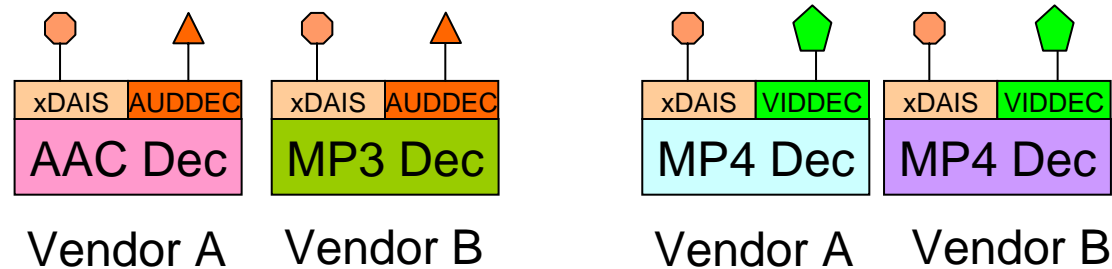 xDAIS AUDDEC xDAIS AUDDEC xDAIS VIDDEC xDAIS VIDDEC
AAC Dec MP3 Dec MP4 Dec MP4 Dec
Vendor A Vendor B Vendor A Vendor B